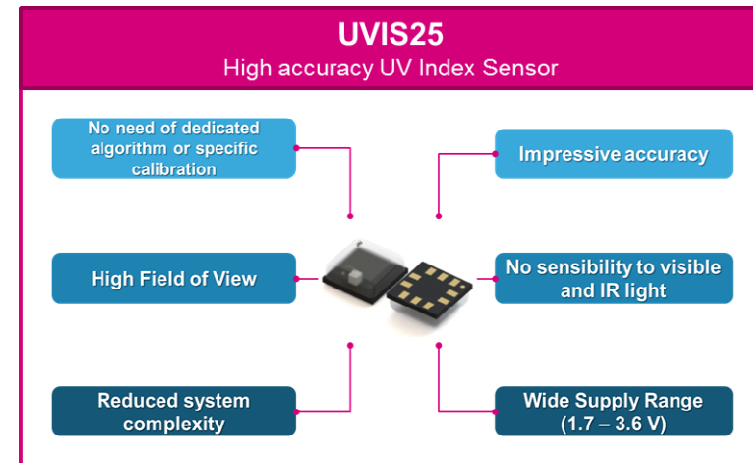 UVIS25
High accuracy UV Index Sensor
No need of dedicated
algorithm or specific
calibration
Impressive accuracy
High Field of View
No sensibility to visible
and IR light
Reduced system
complexity
Wide Supply Range
(1.7 – 3.6 V)